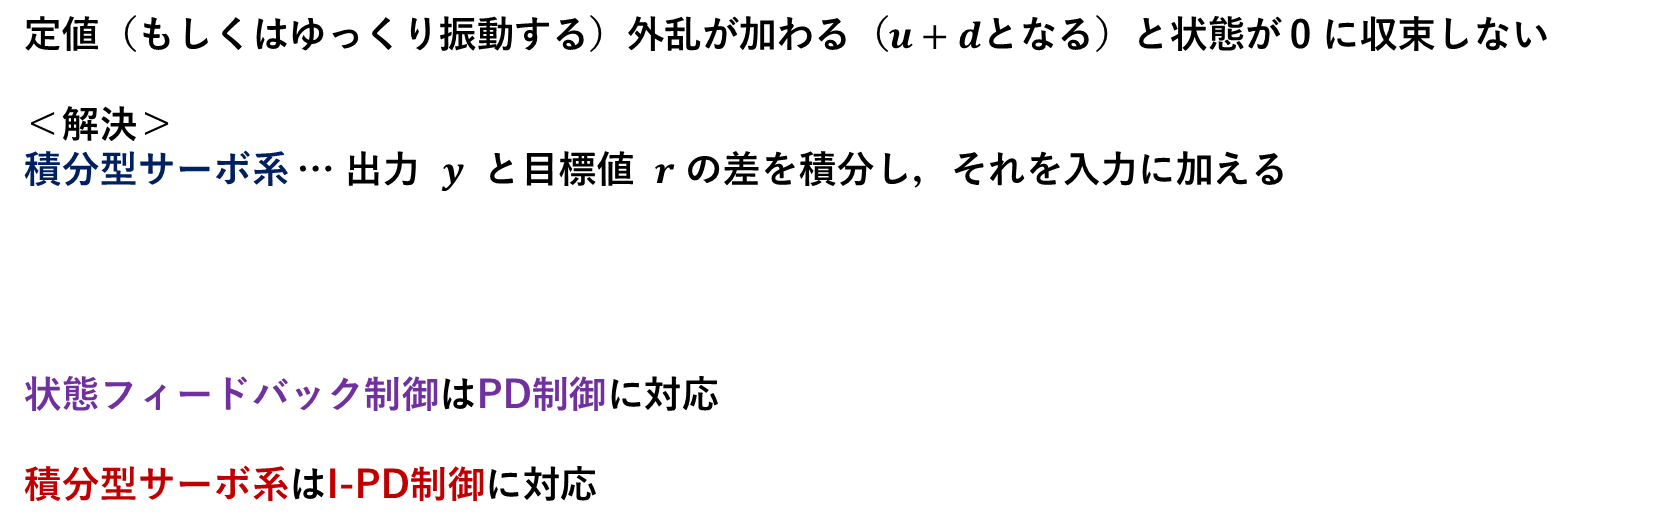 定値（もしくはゆっくり振動する）外乱が加わる（u + dとなる）と状態が 0 に収束しない
＜解決＞
積分型サーボ系 … 出力 y と目標値 r の差を積分し，それを入力に加える
状態フィードバック制御はPD制御に対応
積分型サーボ系はI-PD制御に対応